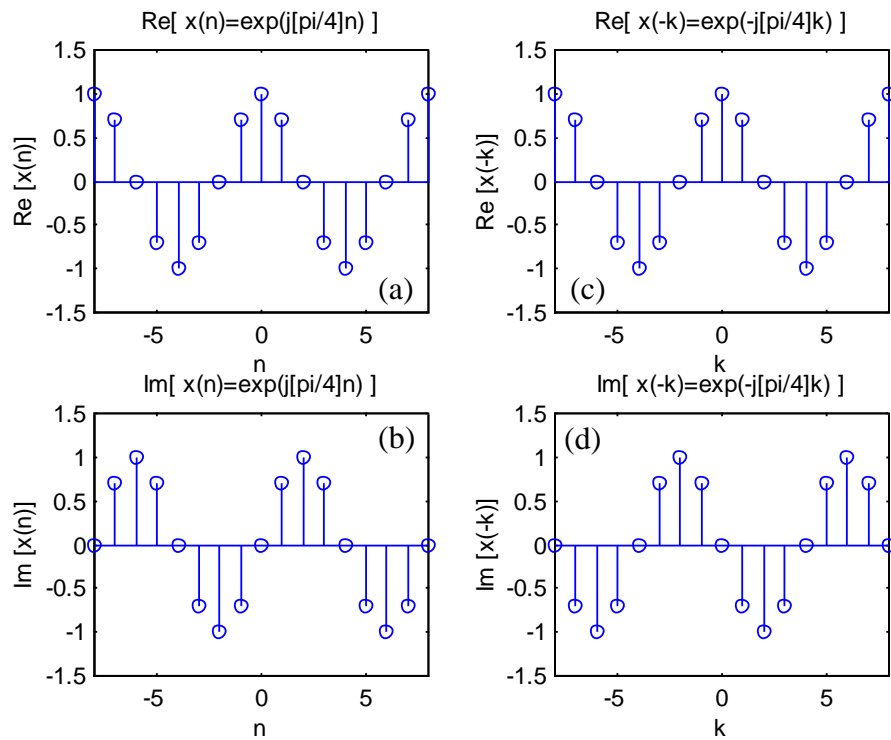 Re[ x(n)=exp(j[pi/4]n) ]
1.5
1
0.5
0
-0.5
-1
-1.5
Re [x(n)]
(a)
-5 0 5
n
Re[ x(-k)=exp(-j[pi/4]k) ]
1.5
1
0.5
0
-0.5
-1
-1.5
Re [x(-k)]
(c)
-5 0 5
k
Im[ x(n)=exp(j[pi/4]n) ]
1.5
1
0.5
0
-0.5
-1
-1.5
Im [x(n)]
(b)
-5 0 5
n
Im[ x(-k)=exp(-j[pi/4]k) ]
1.5
1
0.5
0
-0.5
-1
-1.5
Im [x(-k)]
(d)
-5 0 5
k